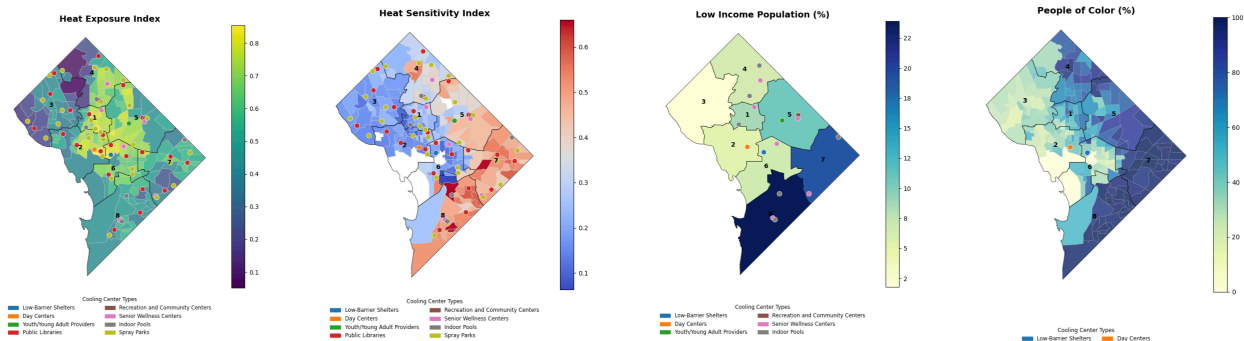 Heat Exposure Index
0.8
0.7
0.6
0.5
0.4
0.3
0.2
0.1
4
3
1
5
2
7
6
8
Cooling Center Types
Low-Barrier Shelters
Recreation and Community Centers
Day Centers
Senior Wellness Centers
Youth/Young Adult Providers
Indoor Pools
Public Libraries
Spray Parks
Heat Sensitivity Index
0.6
0.5
0.4
0.3
0.2
0.1
4
3
1
5
2
7
6
8
Cooling Center Types
Low-Barrier Shelters
Recreation and Community Centers
Day Centers
Senior Wellness Centers
Youth/Young Adult Providers
Indoor Pools
Public Libraries
Spray Parks
Low Income Population (%)
22
20
18
15
12
10
8
5
2
4
3
1
5
2
7
6
Cooling Center Types
Low-Barrier Shelters
Recreation and Community Centers
Day Centers
Senior Wellness Centers
Youth/Young Adult Providers
Indoor Pools
People of Color (%)
100
80
60
40
20
0
4
3
1
5
2
7
6
8
Cooling Center Types
Low-Barrier Shelters
Day Centers